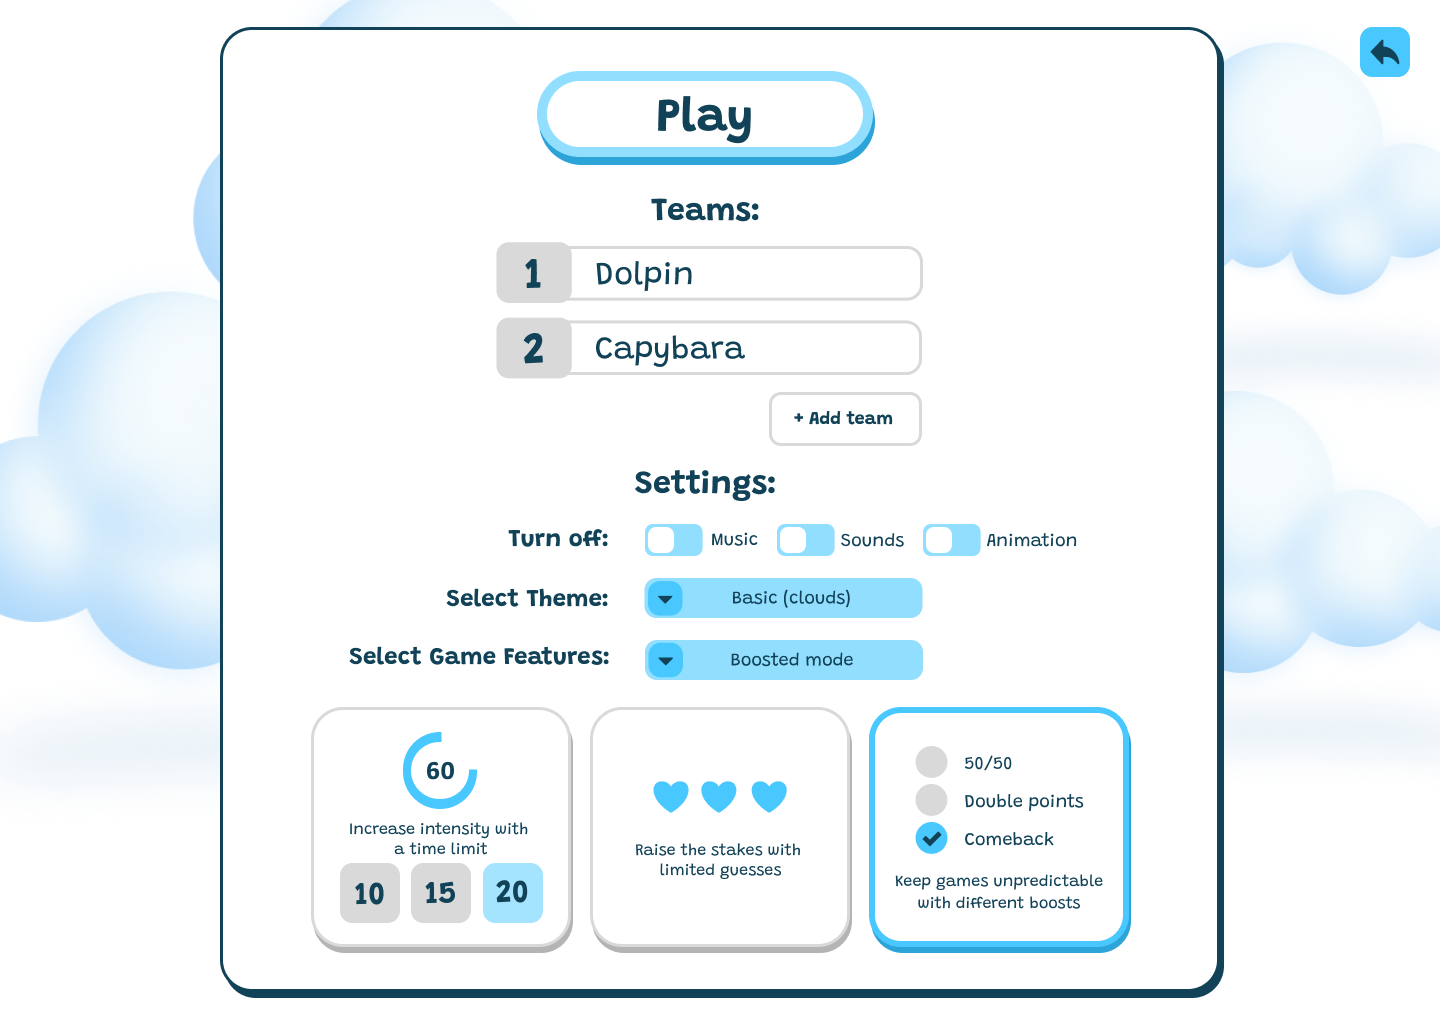 Play
Teams:
1 Dolpin
2 Capybara
+ Add team
Settings:
Turn off: Music Sounds Animation
Select Theme: Basic (clouds)
Select Game Features: Boosted mode
60
Increase intensity with
a time limit
10 15 20
Raise the stakes with
limited guesses
50/50
Double points
Comeback
Keep games unpredictable
with different boosts